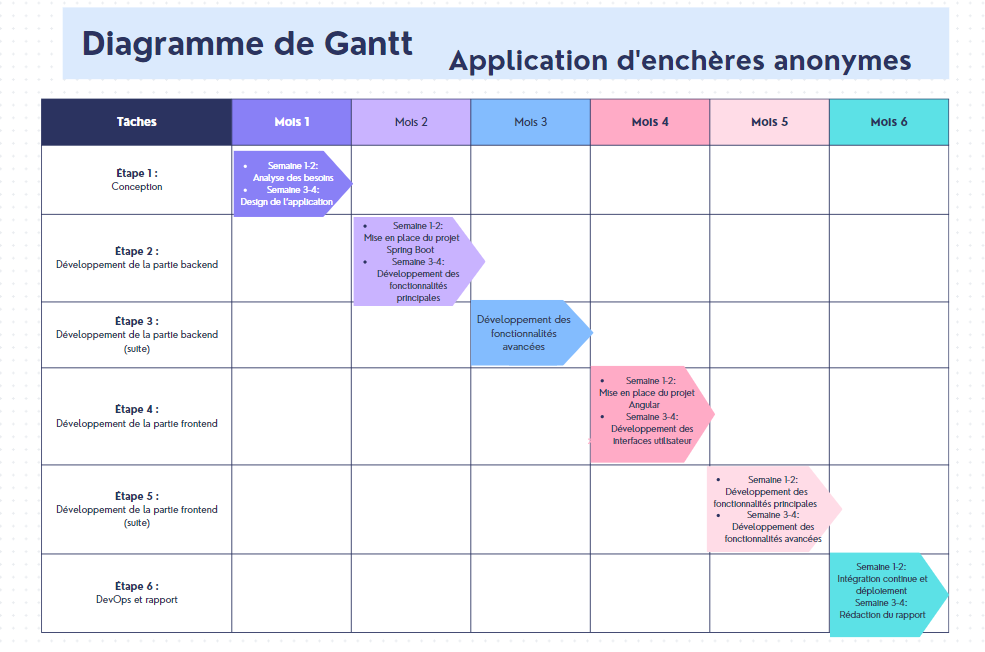 Diagramme de Gantt
Application d'enchères anonymes
Tâches
Mois 1
Mois 2
Mois 3
Mois 4
Mois 5
Mois 6
Étape 1 :
Conception
• Semaine 1-2:
Analyse des besoins
• Semaine 3-4:
Design de l'application
Étape 2 :
Développement de la partie backend
• Semaine 1-2:
Mise en place du projet
Spring Boot
• Semaine 3-4:
Développement des
fonctionnalités
principales
Étape 3 :
Développement de la partie backend
(suite)
Développement des
fonctionnalités
avancées
Étape 4 :
Développement de la partie frontend
• Semaine 1-2:
Mise en place du projet
Angular
• Semaine 3-4:
Développement des
interfaces utilisateur
Étape 5 :
Développement de la partie frontend
(suite)
• Semaine 1-2:
Développement des
fonctionnalités principales
• Semaine 3-4:
Développement des
fonctionnalités avancées
Étape 6 :
DevOps et rapport
Semaine 1-2:
Intégration continue et
déploiement
Semaine 3-4:
Rédaction du rapport